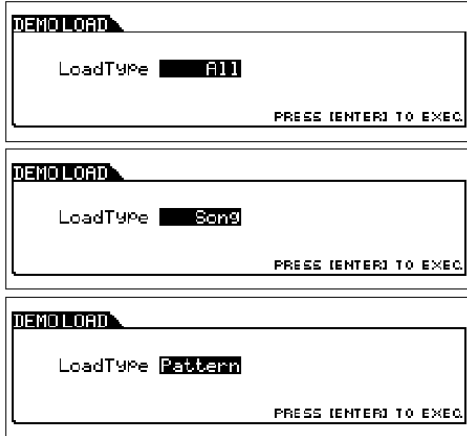 DEMO LOAD
LoadType All
PRESS [ENTER] TO EXEC.
DEMO LOAD
LoadType Song
PRESS [ENTER] TO EXEC.
DEMO LOAD
LoadType Pattern
PRESS [ENTER] TO EXEC.